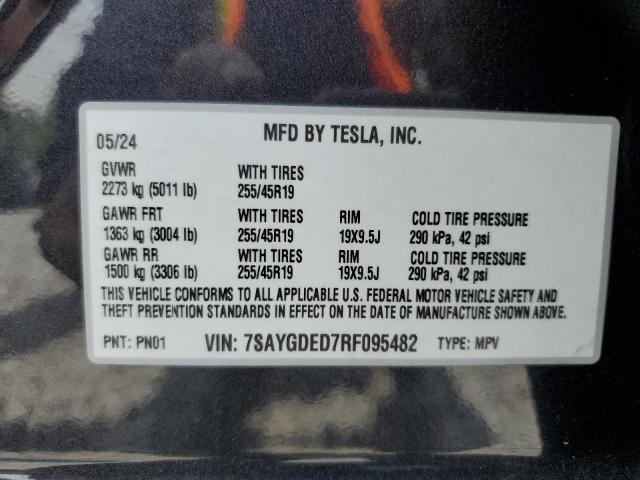 05/24 MFD BY TESLA, INC.
GVWR WITH TIRES
2273 kg (5011 lb) 255/45R19
GAWR FRT WITH TIRES RIM COLD TIRE PRESSURE
1363 kg (3004 lb) 255/45R19 19X9.5J 290 kPa, 42 psi
GAWR RR WITH TIRES RIM COLD TIRE PRESSURE
1500 kg (3306 lb) 255/45R19 19X9.5J 290 kPa, 42 psi
THIS VEHICLE CONFORMS TO ALL APPLICABLE U.S. FEDERAL MOTOR VEHICLE SAFETY AND
THEFT PREVENTION STANDARDS IN EFFECT ON THE DATE OF MANUFACTURE SHOWN ABOVE.
PNT: PN01 VIN: 7SAYGDED7RF095482 TYPE: MPV